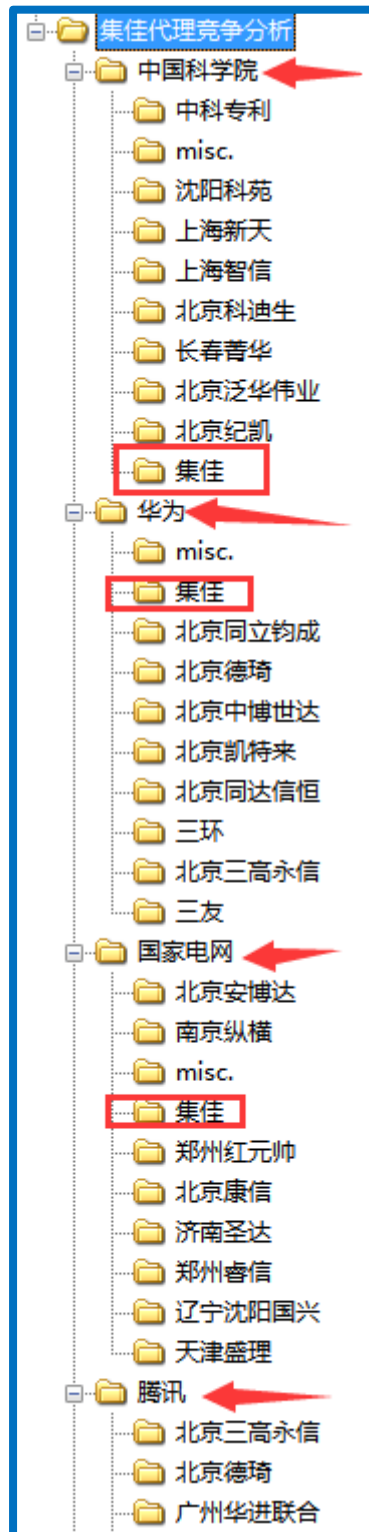 集佳代理竞争分析
中国科学院
中科专利
misc.
沈阳科苑
上海新天
上海智信
北京科迪生
长春菁华
北京泛华伟业
北京纪凯
集佳
华为
misc.
集佳
北京同立钧成
北京德琦
北京中博世达
北京凯特来
北京同达信恒
三环
北京三高永信
三友
国家电网
北京安博达
南京纵横
misc.
集佳
郑州红元帅
北京康信
济南圣达
郑州睿信
辽宁沈阳国兴
天津盛理
腾讯
北京三高永信
北京德琦
广州华进联合